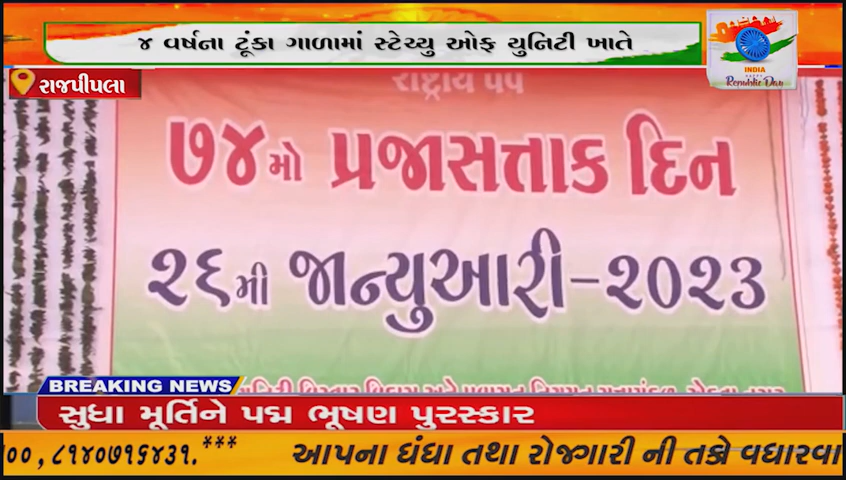 ૪ વર્ષના ટૂંકા ગાળામાં સ્ટેચ્યુ ઓફ યુનિટી ખાતે
INDIA
Republic Day
રાજપીપલા
રાષ્ટ્રીય પર્વ
૭૪મો પ્રજાસત્તાક દિન
૨૬મી જાન્યુઆરી-૨૦૨૩
BREAKING NEWS
સુધા મૂર્તિને પદ્મ ભૂષણ પુરસ્કાર
૦૦,૮૧૪૦૭૧૬૪૩૧.*** આપના ધંધા તથા રોજગારી ની તકો વધારવા